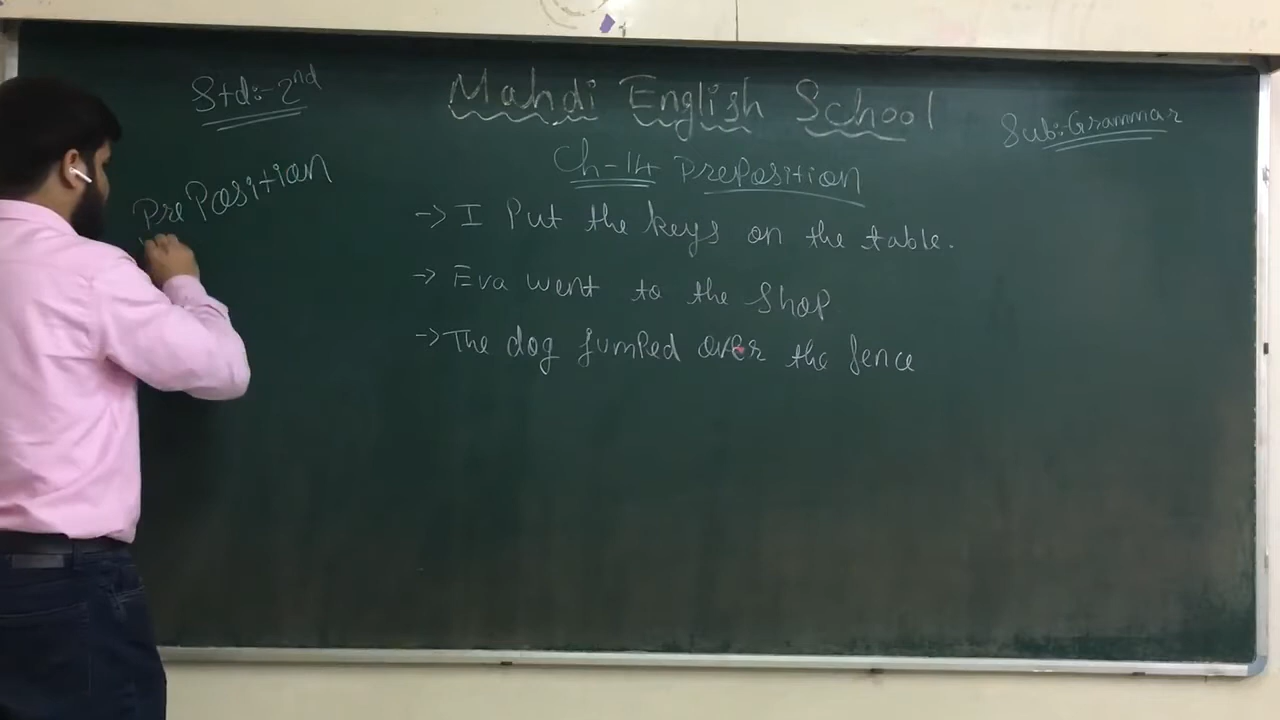 Std:-2nd
Mahdi English School
Sub:-Grammar
Ch-14 PrePosition
PrePosition
-> I Put the keys on the table.
-> Eva went to the Shop
-> The dog jumped over the fence